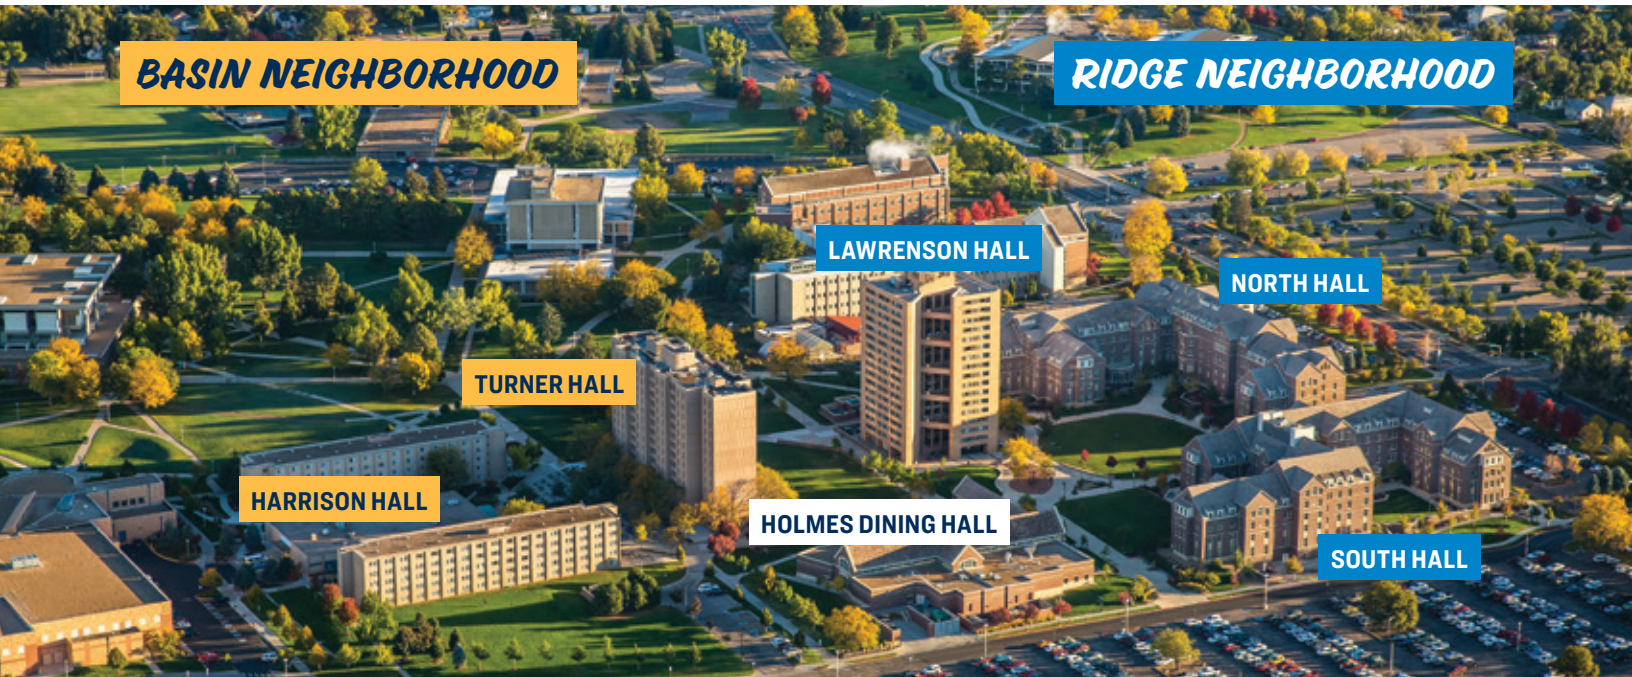 BASIN NEIGHBORHOOD
RIDGE NEIGHBORHOOD
LAWRENSON HALL
NORTH HALL
TURNER HALL
HARRISON HALL
HOLMES DINING HALL
SOUTH HALL